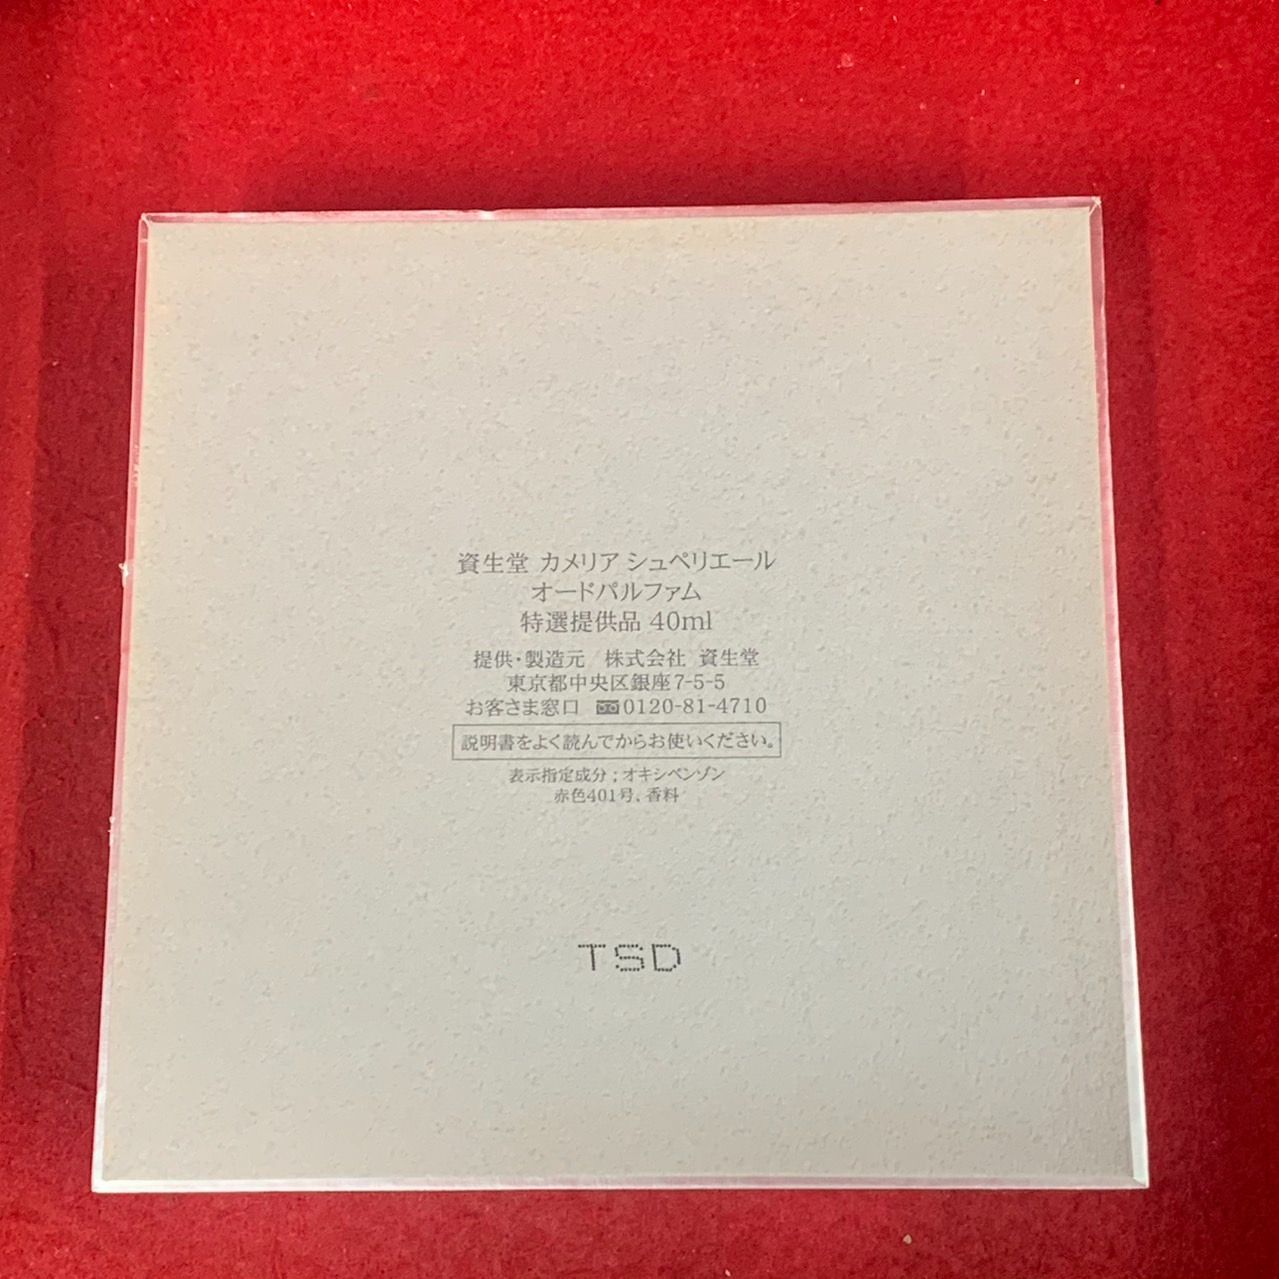 資生堂 カメリア シュペリエール
オードパルファム
特選提供品 40ml
提供・製造元 株式会社 資生堂
東京都中央区銀座7-5-5
お客さま窓口 0120-81-4710
説明書をよく読んでからお使いください。
表示指定成分；オキシベンゾン
赤色401号、香料
TSD